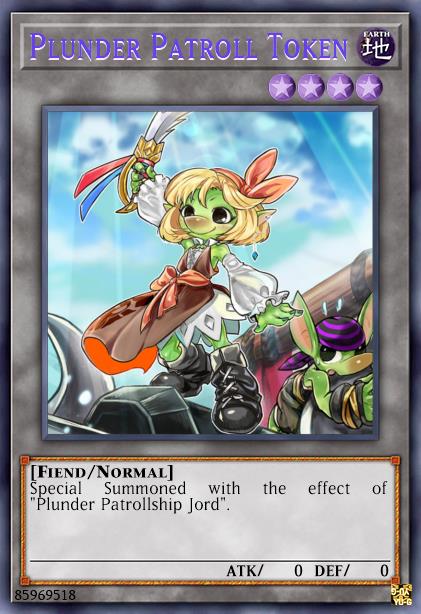 PLUNDER PATROLL TOKEN
EARTH
地
[FIEND/NORMAL]
Special Summoned with the effect of
"Plunder Patrollship Jord".
ATK/ 0 DEF/ 0
85969518